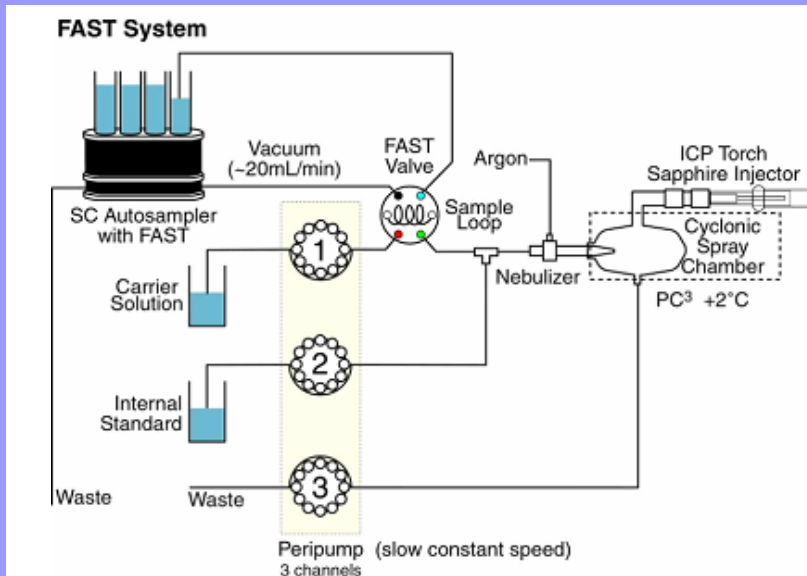 FAST System
Vacuum
(~20mL/min)
FAST
Valve
Argon
ICP Torch
Sapphire Injector
SC Autosampler
with FAST
Sample
Loop
Cyclonic
Spray
Chamber
1
Nebulizer
Carrier
Solution
PC³ +2°C
2
Internal
Standard
3
Waste
Waste
Peripump (slow constant speed)
3 channels